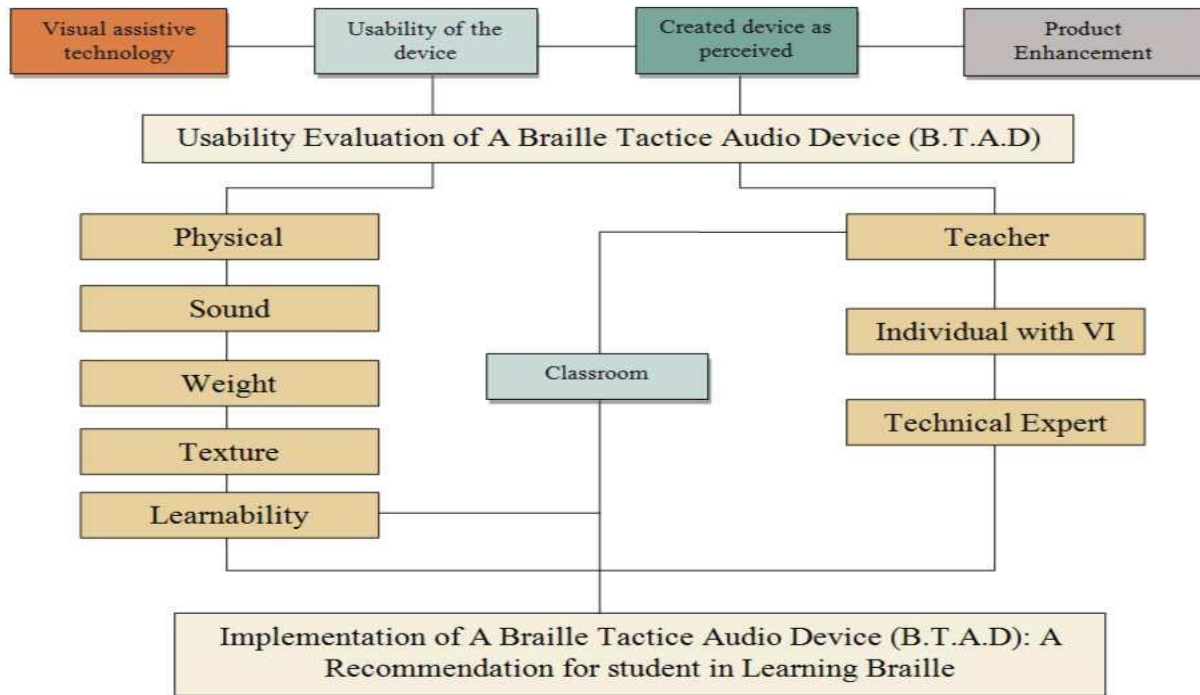 Visual assistive
technology
Usability of the
device
Created device as
perceived
Product
Enhancement
Usability Evaluation of A Braille Tactice Audio Device (B.T.A.D)
Physical
Teacher
Sound
Individual with VI
Classroom
Weight
Technical Expert
Texture
Learnability
Implementation of A Braille Tactice Audio Device (B.T.A.D): A
Recommendation for student in Learning Braille